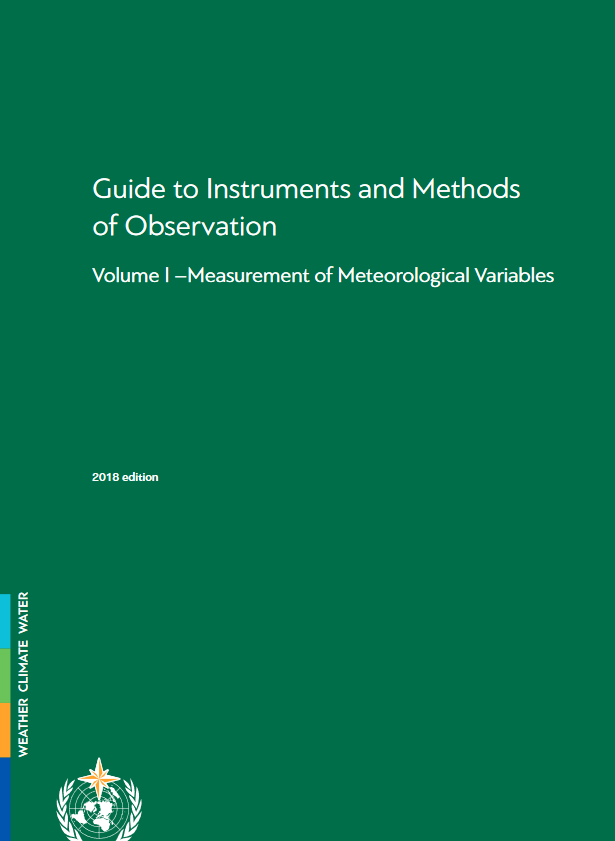 Guide to Instruments and Methods
of Observation
Volume I –Measurement of Meteorological Variables
2018 edition
WEATHER CLIMATE WATER